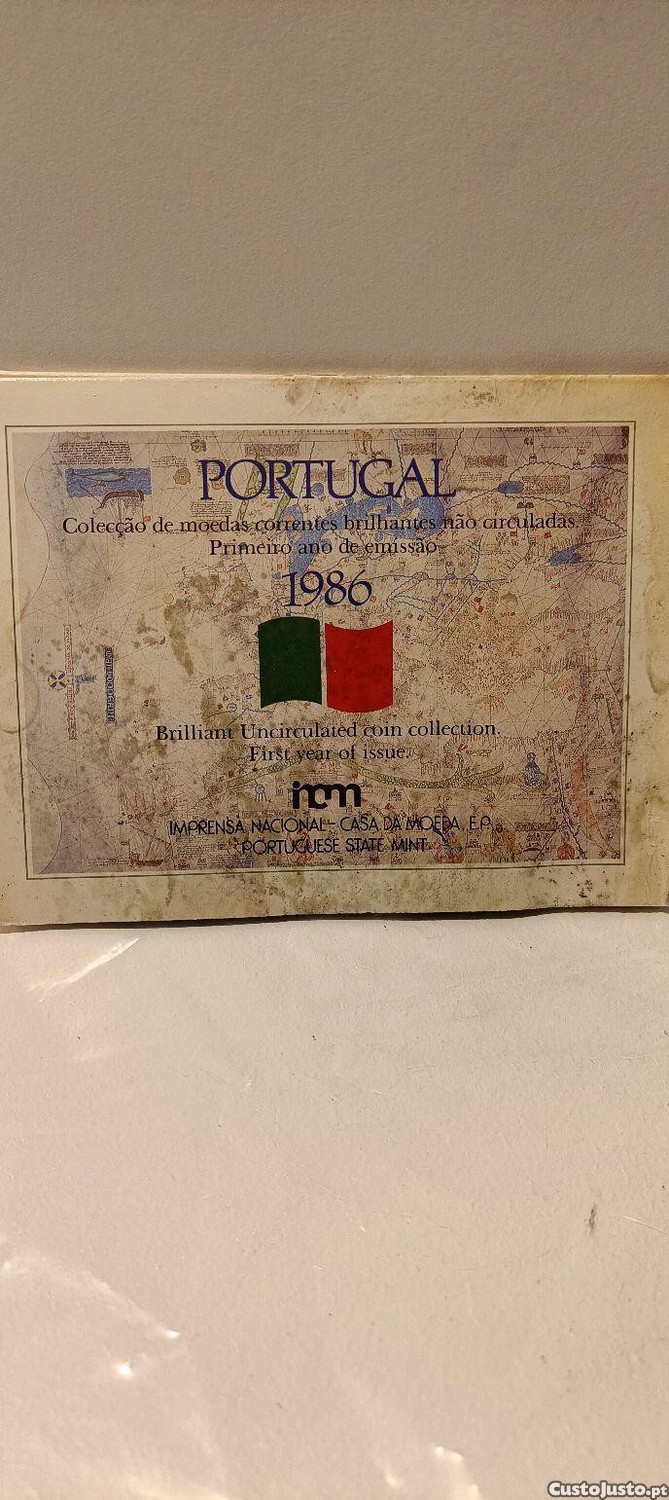 PORTUGAL
Colecção de moedas correntes brilhantes não circuladas.
Primeiro ano de emissão
1986
Brilliant Uncirculated coin collection.
First year of issue.
incm
IMPRENSA NACIONAL - CASA DA MOEDA, E.P.
PORTUGUESE STATE MINT
CustoJusto.pt